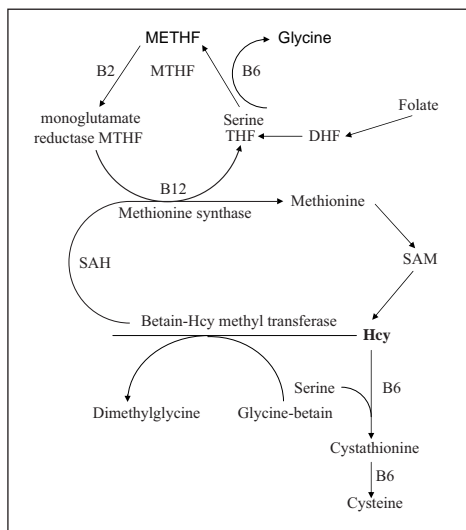 METHF
Glycine
B2
MTHF
B6
monoglutamate
reductase MTHF
Serine
THF
DHF
Folate
B12
Methionine synthase
Methionine
SAH
SAM
Betain-Hcy methyl transferase
Hcy
Serine
B6
Dimethylglycine
Glycine-betain
Cystathionine
B6
Cysteine